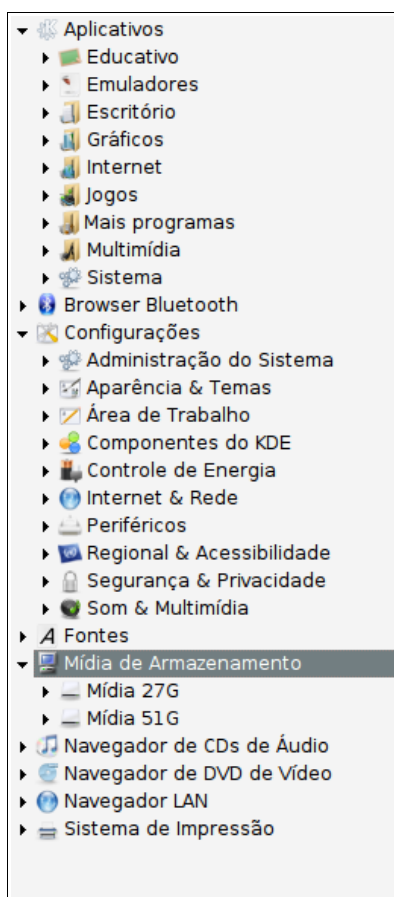 Aplicativos
Educativo
Emuladores
Escritório
Gráficos
Internet
Jogos
Mais programas
Multimídia
Sistema
Browser Bluetooth
Configurações
Administração do Sistema
Aparência & Temas
Área de Trabalho
Componentes do KDE
Controle de Energia
Internet & Rede
Periféricos
Regional & Acessibilidade
Segurança & Privacidade
Som & Multimídia
Fontes
Mídia de Armazenamento
Mídia 27G
Mídia 51G
Navegador de CDs de Áudio
Navegador de DVD de Vídeo
Navegador LAN
Sistema de Impressão